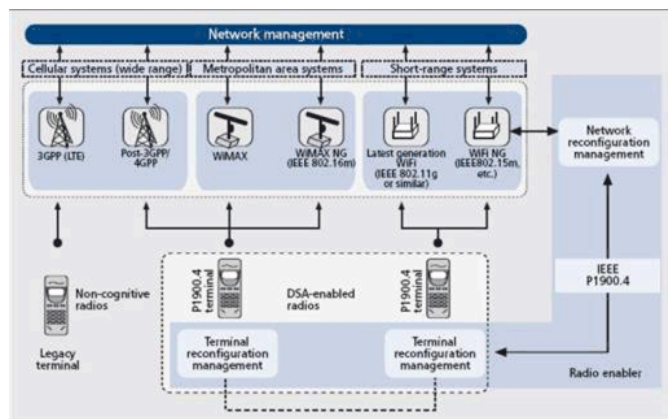 Network management
Cellular systems (wide range)
Metropolitan area systems
Short-range systems
3GPP (LTE)
Post-3GPP/
4GPP
WiMAX
WiMAX NG
(IEEE 802.16m)
Latest generation
WiFi
(IEEE 802.11g
or similar)
WiFi NG
(IEEE802.15m,
etc.)
Network
reconfiguration
management
IEEE
P1900.4
Non-cognitive
radios
Legacy
terminal
P1900.4
terminal
DSA-enabled
radios
P1900.4
terminal
Terminal
reconfiguration
management
Terminal
reconfiguration
management
Radio enabler